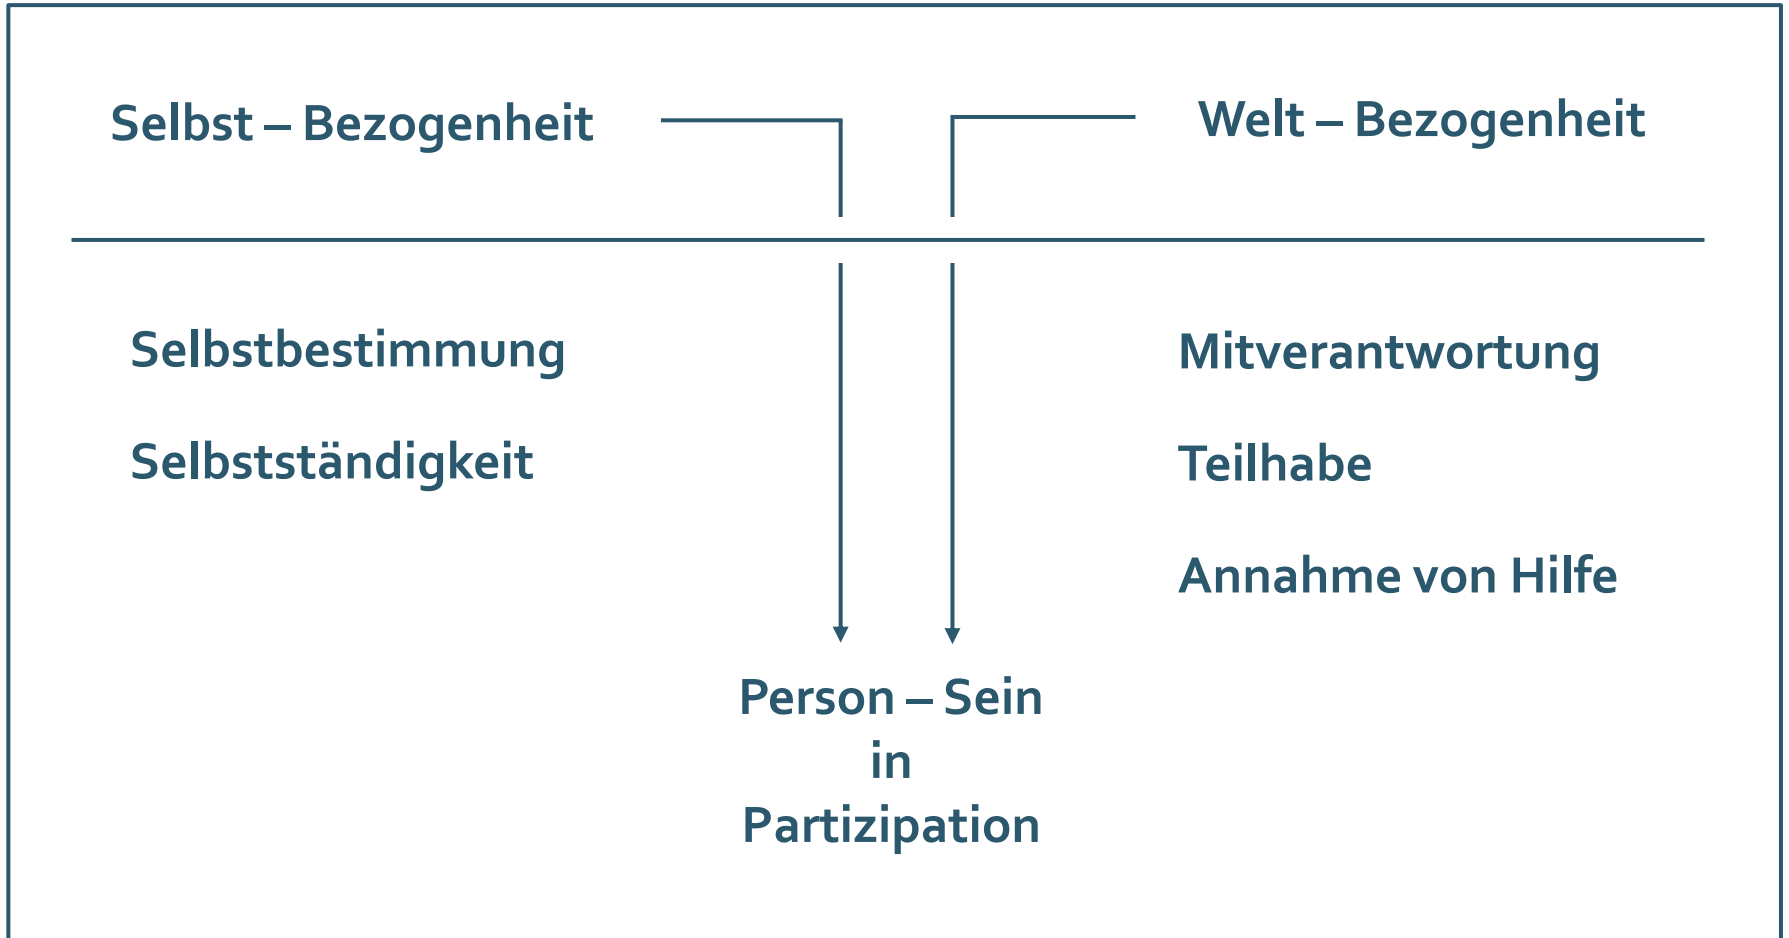 Selbst – Bezogenheit
Welt – Bezogenheit
Selbstbestimmung
Selbstständigkeit
Mitverantwortung
Teilhabe
Annahme von Hilfe
Person – Sein
in
Partizipation